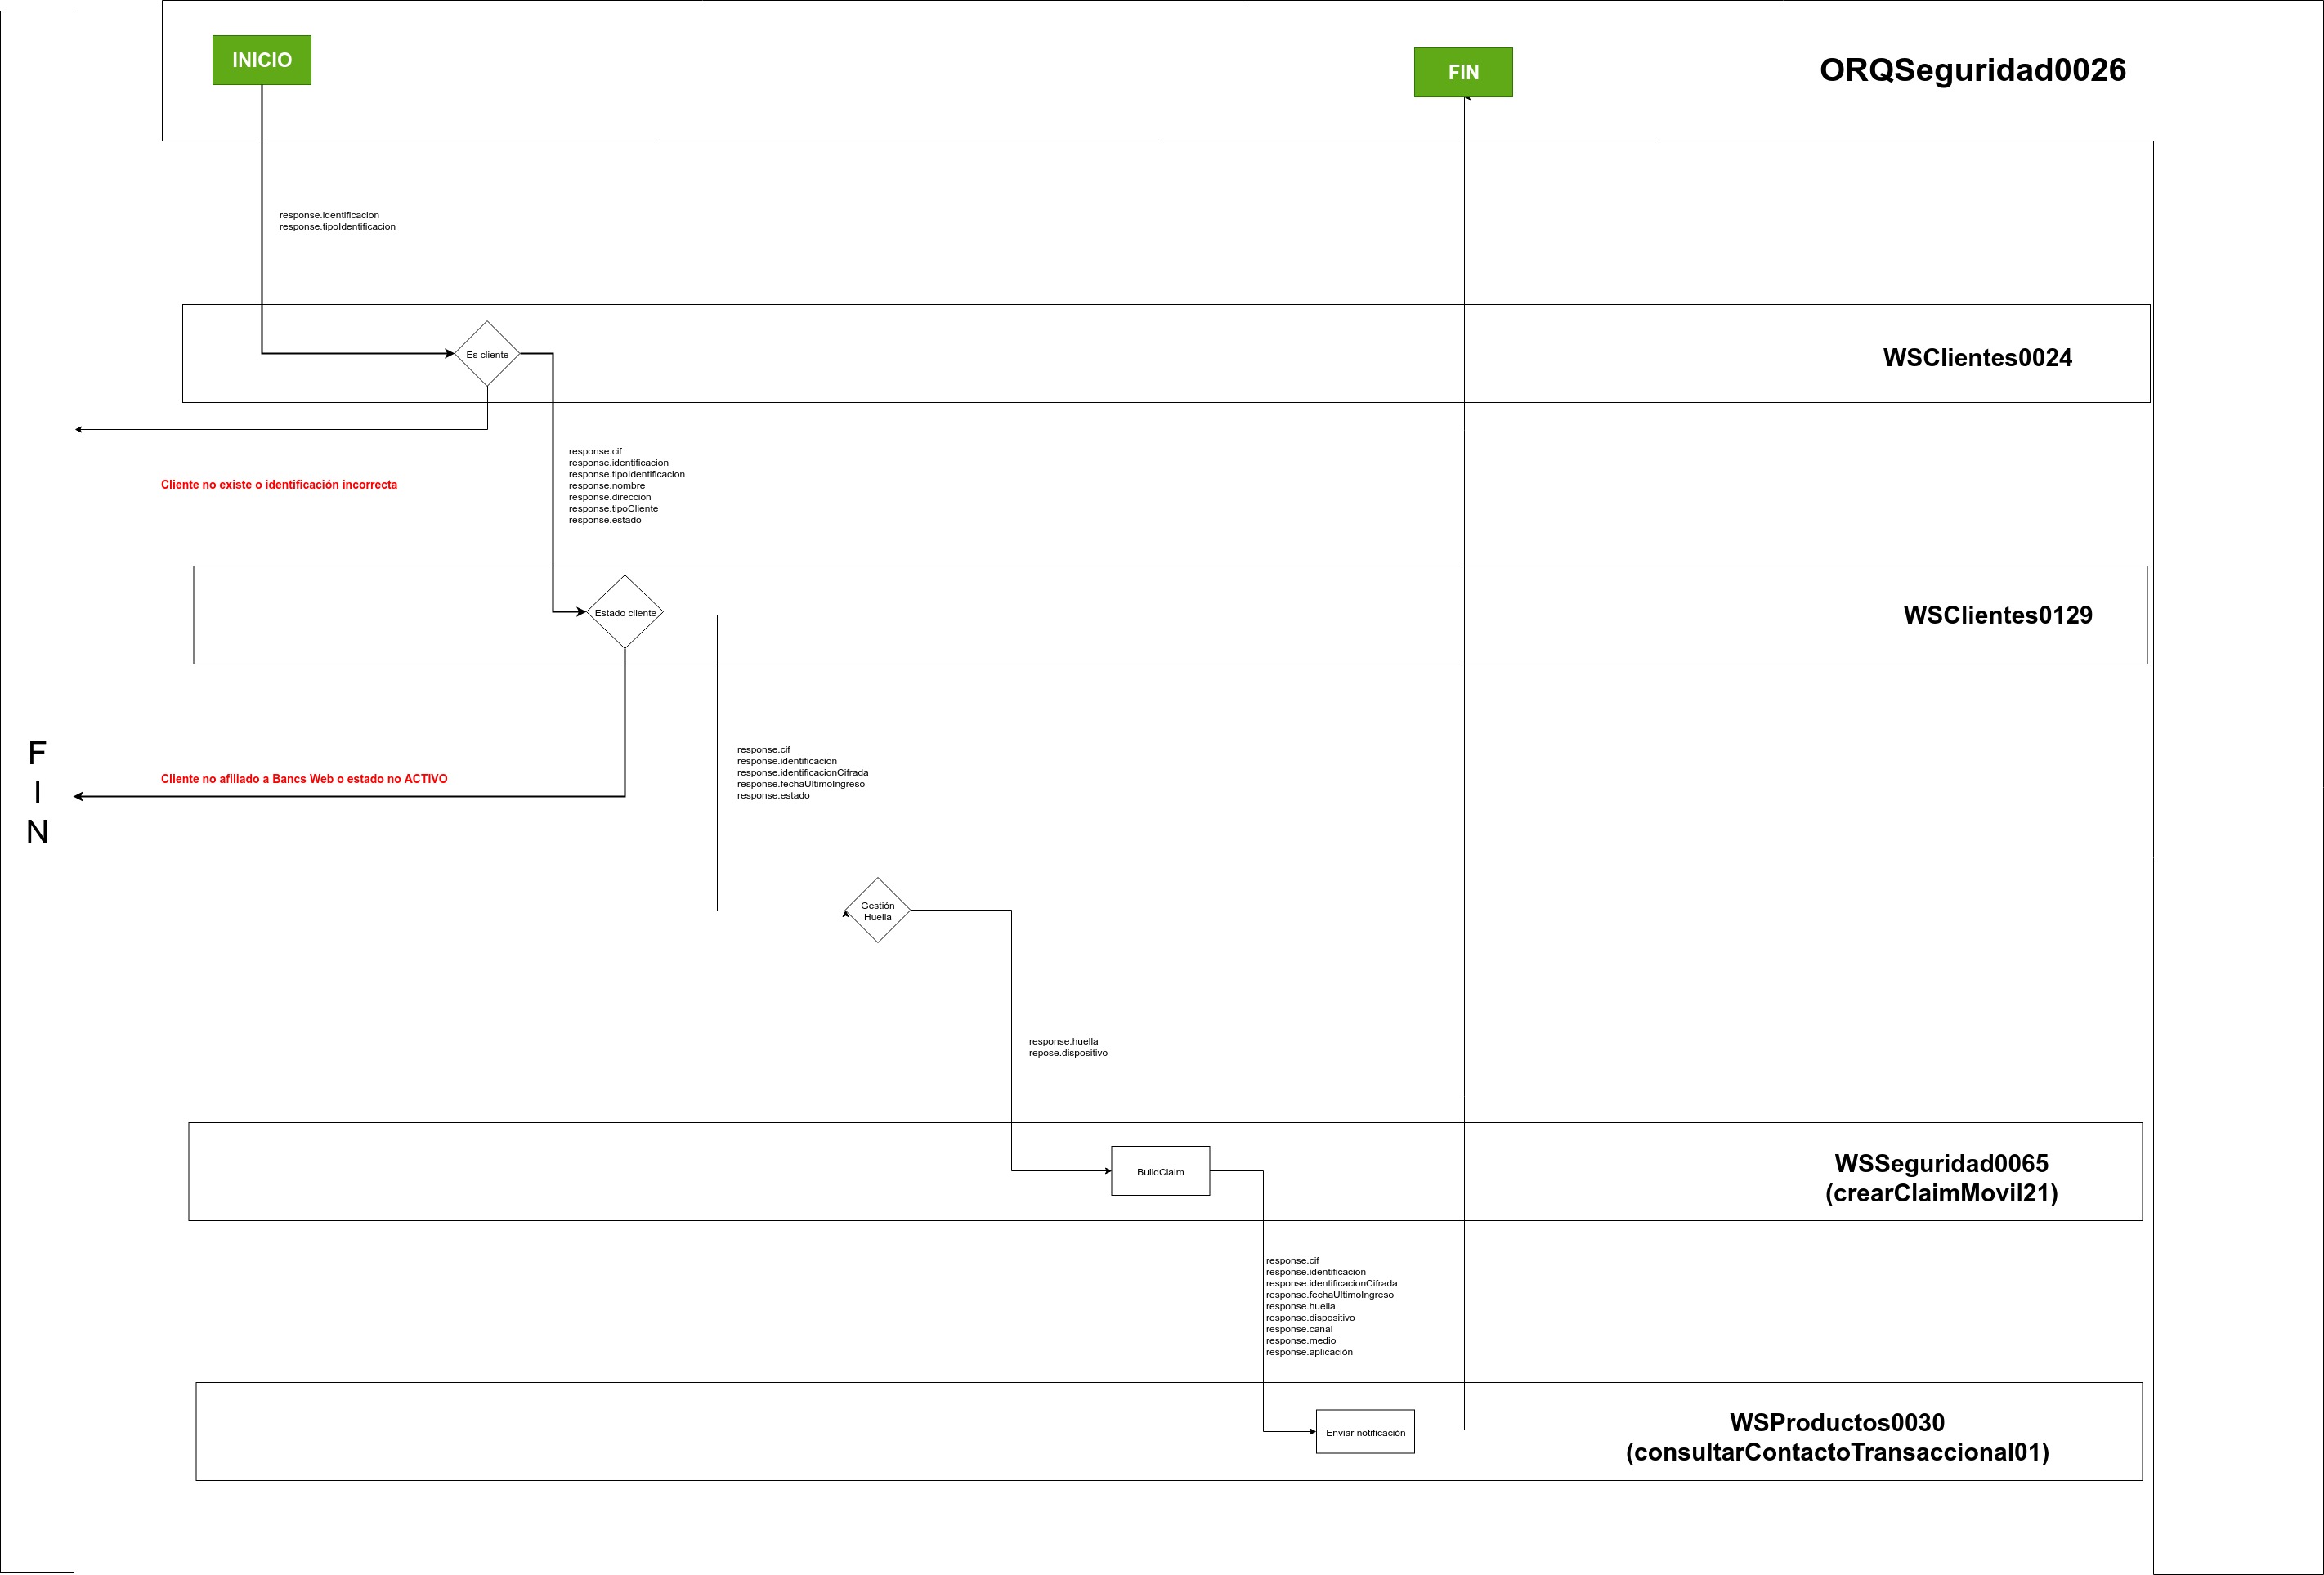 INICIO
FIN
ORQSeguridad0026
response.identificacion
response.tipoIdentificacion
Es cliente
WSClientes0024
response.cif
response.identificacion
response.tipoIdentificacion
response.nombre
response.direccion
response.tipoCliente
response.estado
Cliente no existe o identificación incorrecta
Estado cliente
WSClientes0129
F
I
N
Cliente no afiliado a Bancs Web o estado no ACTIVO
response.cif
response.identificacion
response.identificacionCifrada
response.fechaUltimoIngreso
response.estado
Gestión
Huella
response.huella
repose.dispositivo
BuildClaim
WSSeguridad0065
(crearClaimMovil21)
response.cif
response.identificacion
response.identificacionCifrada
response.fechaUltimoIngreso
response.huella
response.dispositivo
response.canal
response.medio
response.aplicación
Enviar notificación
WSProductos0030
(consultarContactoTransaccional01)